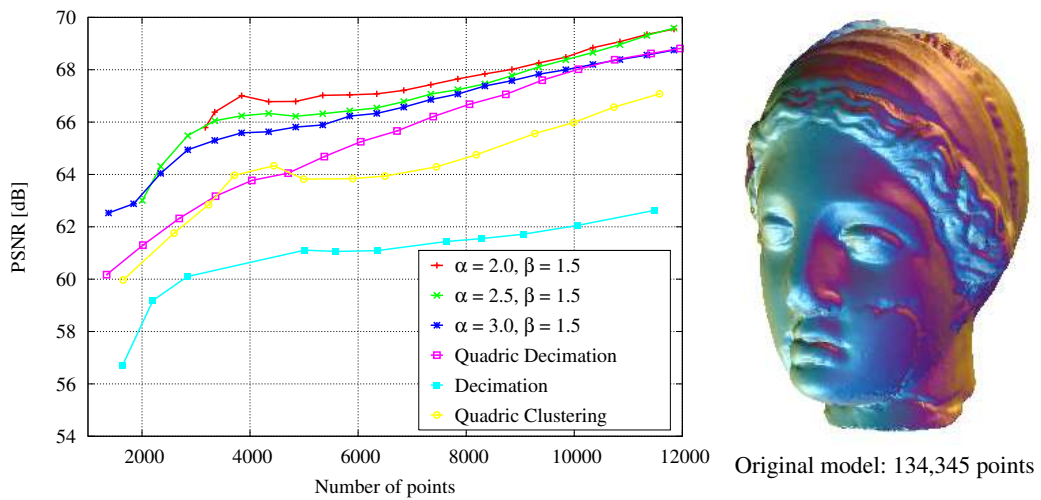 PSNR [dB]
70
68
66
64
62
60
58
56
54
2000
4000
6000
8000
10000
12000
Number of points
α = 2.0, β = 1.5
α = 2.5, β = 1.5
α = 3.0, β = 1.5
Quadric Decimation
Decimation
Quadric Clustering
Original model: 134,345 points